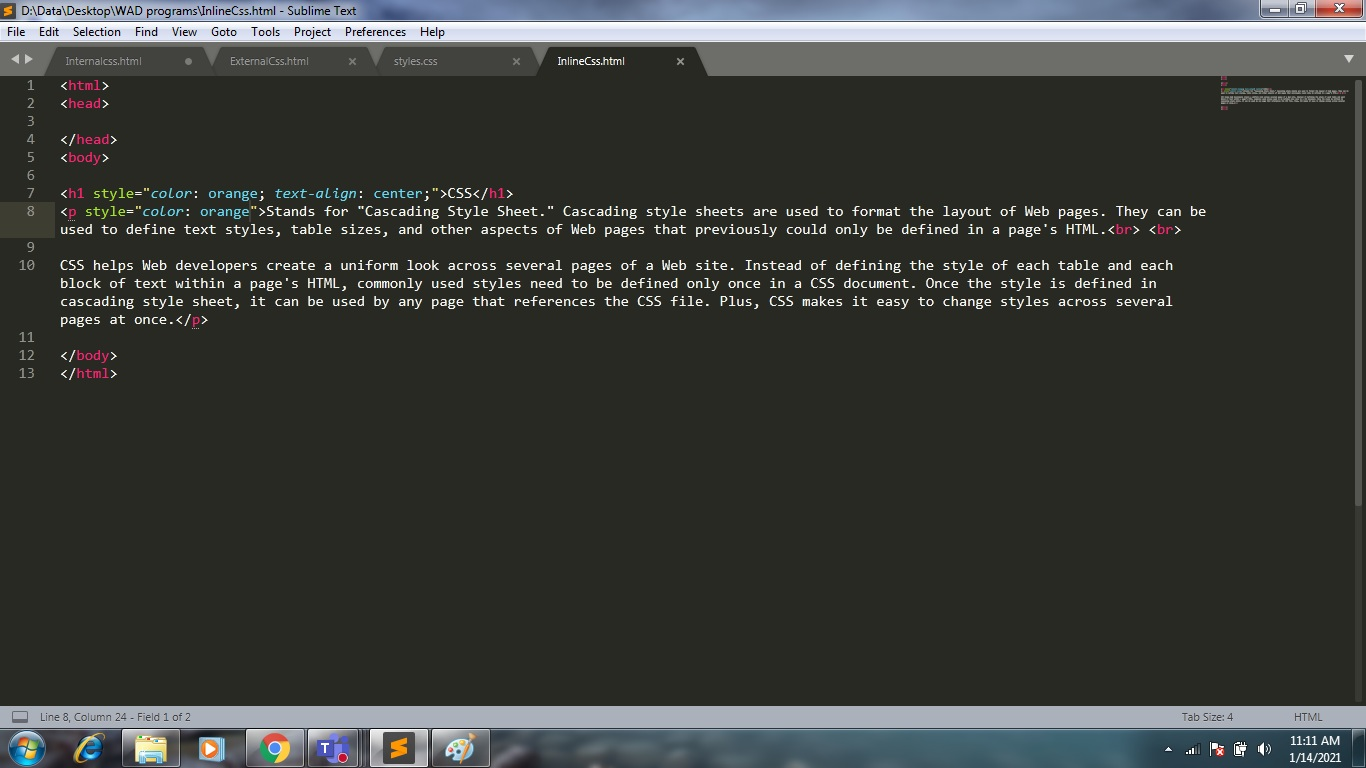 D:\Data\Desktop\WAD programs\InlineCss.html - Sublime Text
File Edit Selection Find View Goto Tools Project Preferences Help
Internalcss.html ExternalCss.html styles.css InlineCss.html
1 <html>
2 <head>
3
4 </head>
5 <body>
6
7 <h1 style="color: orange; text-align: center;">CSS</h1>
8 <p style="color: orange">Stands for "Cascading Style Sheet." Cascading style sheets are used to format the layout of Web pages. They can be
used to define text styles, table sizes, and other aspects of Web pages that previously could only be defined in a page's HTML.<br> <br>
9
10 CSS helps Web developers create a uniform look across several pages of a Web site. Instead of defining the style of each table and each
block of text within a page's HTML, commonly used styles need to be defined only once in a CSS document. Once the style is defined in
cascading style sheet, it can be used by any page that references the CSS file. Plus, CSS makes it easy to change styles across several
pages at once.</p>
11
12 </body>
13 </html>
Line 8, Column 24 - Field 1 of 2 Tab Size: 4 HTML
11:11 AM
1/14/2021